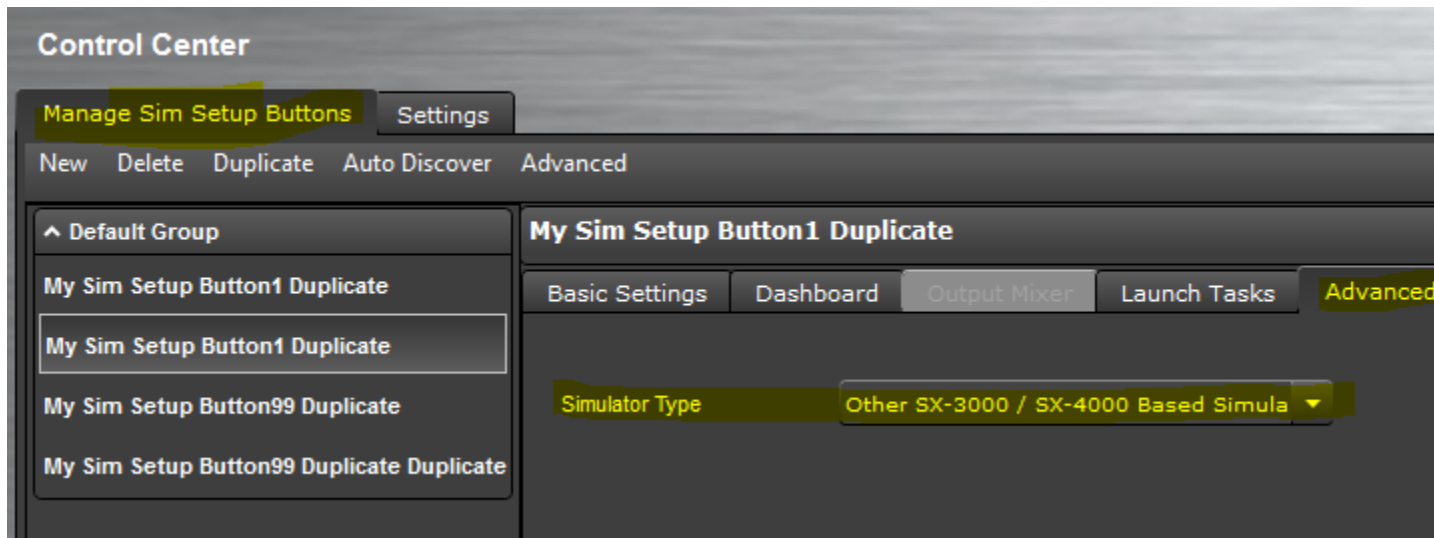 Control Center
Manage Sim Setup Buttons Settings
New Delete Duplicate Auto Discover Advanced
Default Group
My Sim Setup Button1 Duplicate
My Sim Setup Button1 Duplicate
My Sim Setup Button99 Duplicate
My Sim Setup Button99 Duplicate Duplicate
My Sim Setup Button1 Duplicate
Basic Settings Dashboard Output Mixer Launch Tasks Advanced
Simulator Type Other SX-3000 / SX-4000 Based Simula